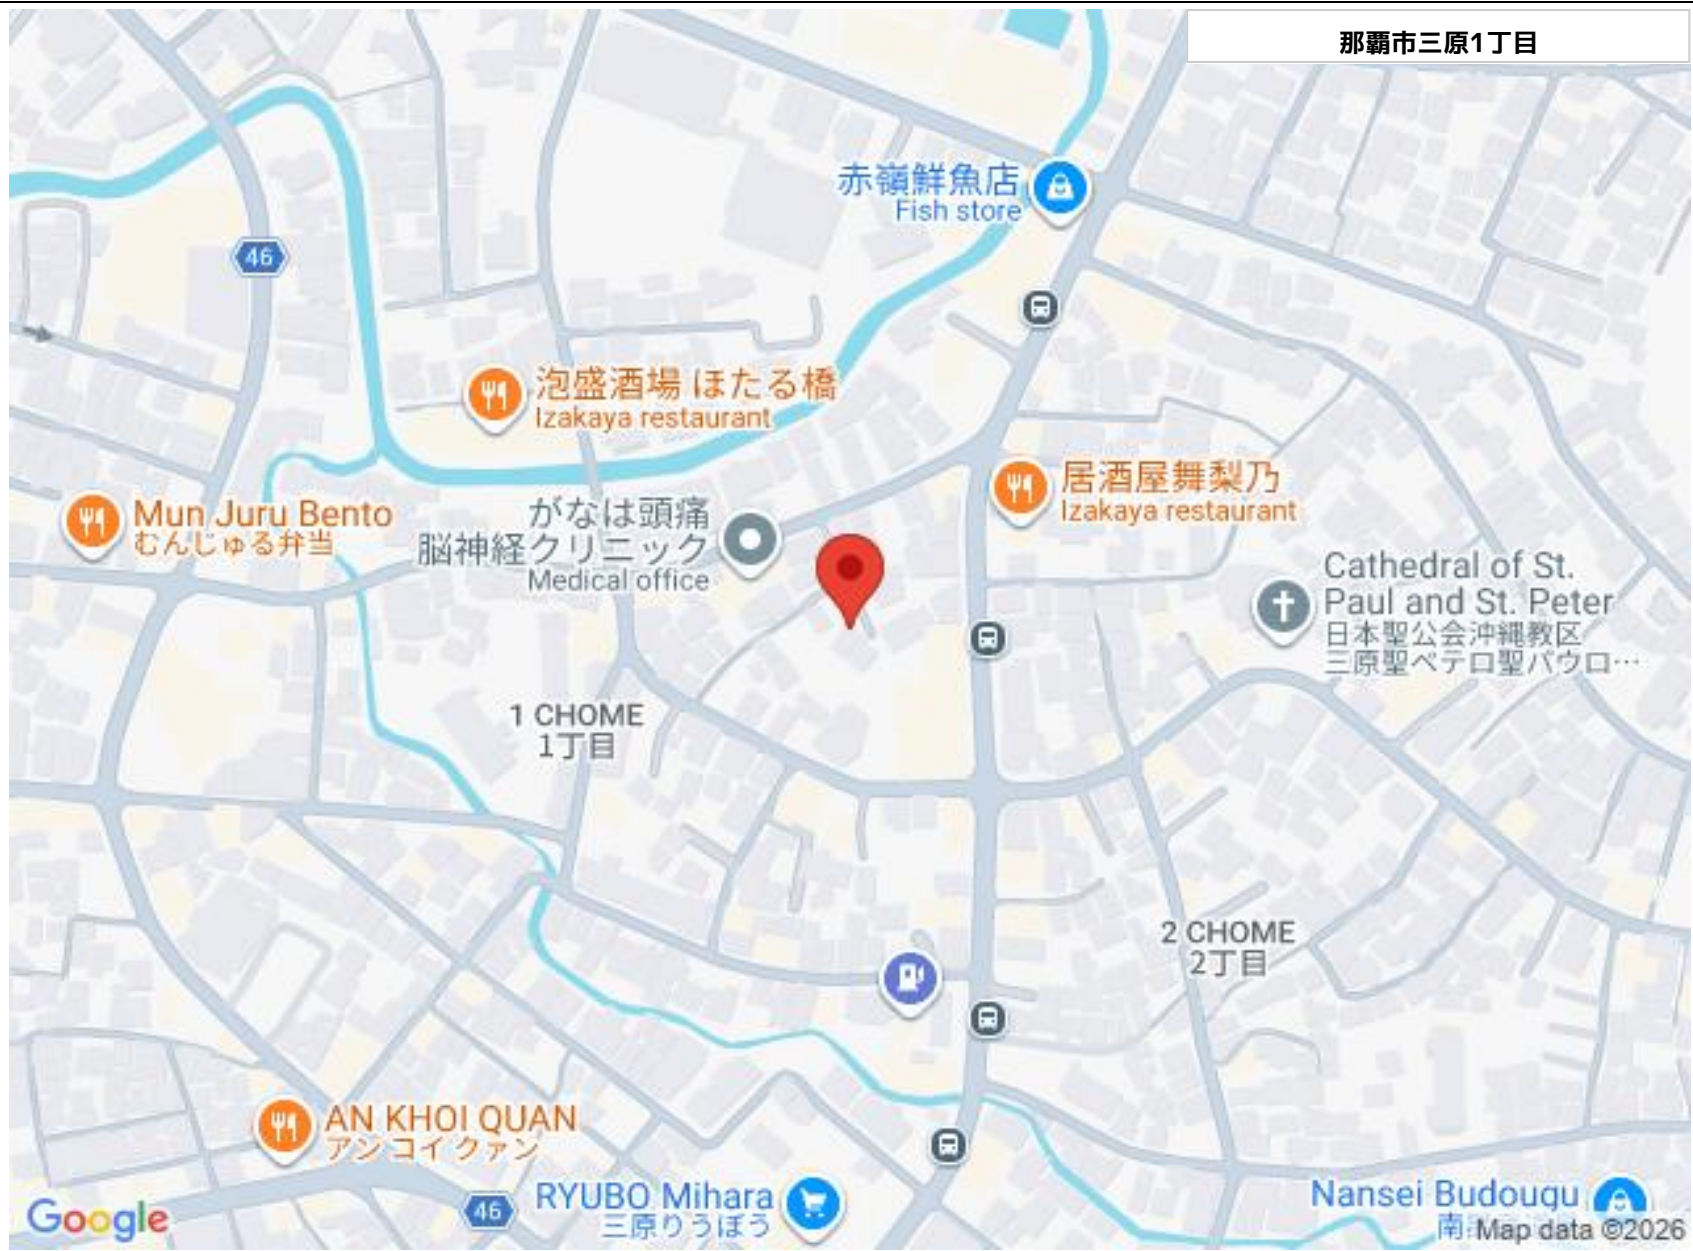 那覇市三原1丁目
赤嶺鮮魚店
Fish store
46
泡盛酒場 ほたる橋
Izakaya restaurant
居酒屋舞梨乃
Izakaya restaurant
Mun Juru Bento
むんじゅる弁当
がなは頭痛
脳神経クリニック
Medical office
Cathedral of St.
Paul and St. Peter
日本聖公会沖縄教区
三原聖ペテロ聖パウロ…
1 CHOME
1丁目
2 CHOME
2丁目
AN KHOI QUAN
アン コイ クァン
46
RYUBO Mihara
三原りうぼう
Nansei Budougu
南
Google
Map data ©2026